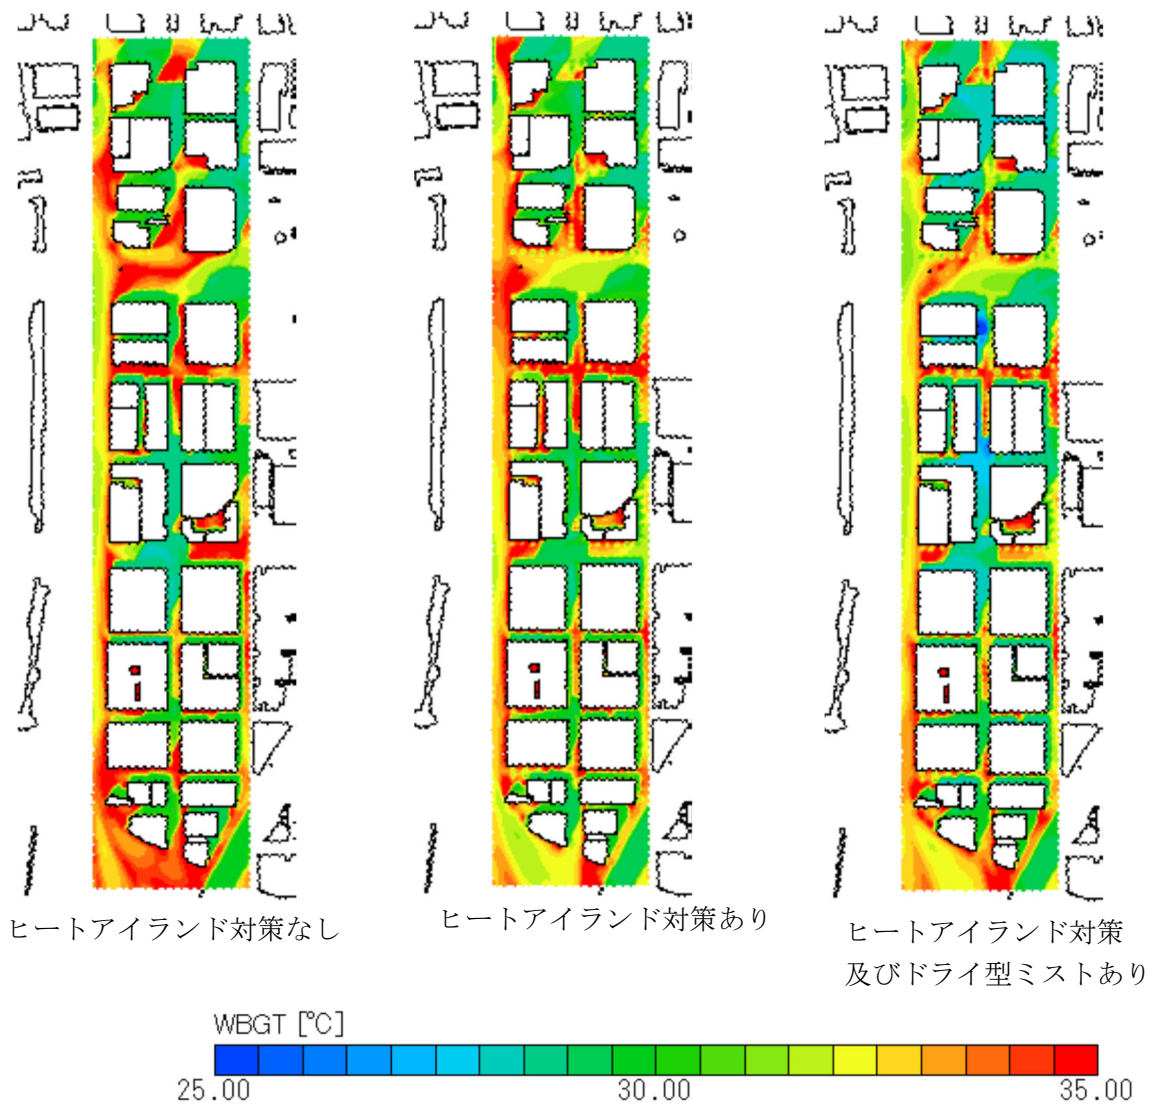 ヒートアイランド対策なし
ヒートアイランド対策あり
ヒートアイランド対策
及びドライ型ミストあり
WBGT [℃]
25.00 30.00 35.00